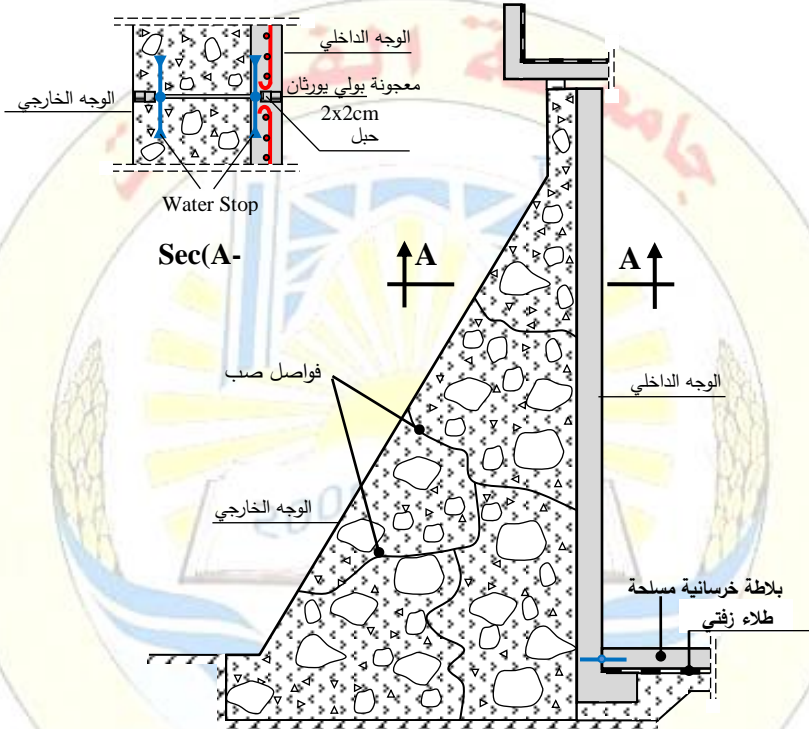 الوجه الداخلي
معجونة بولي يورثان
2x2cm
حبل
الوجه الخارجي
Water Stop
Sec(A-
A
A
فواصل صب
الوجه الداخلي
الوجه الخارجي
بلاطة خرسانية مسلحة
طلاء زفتي